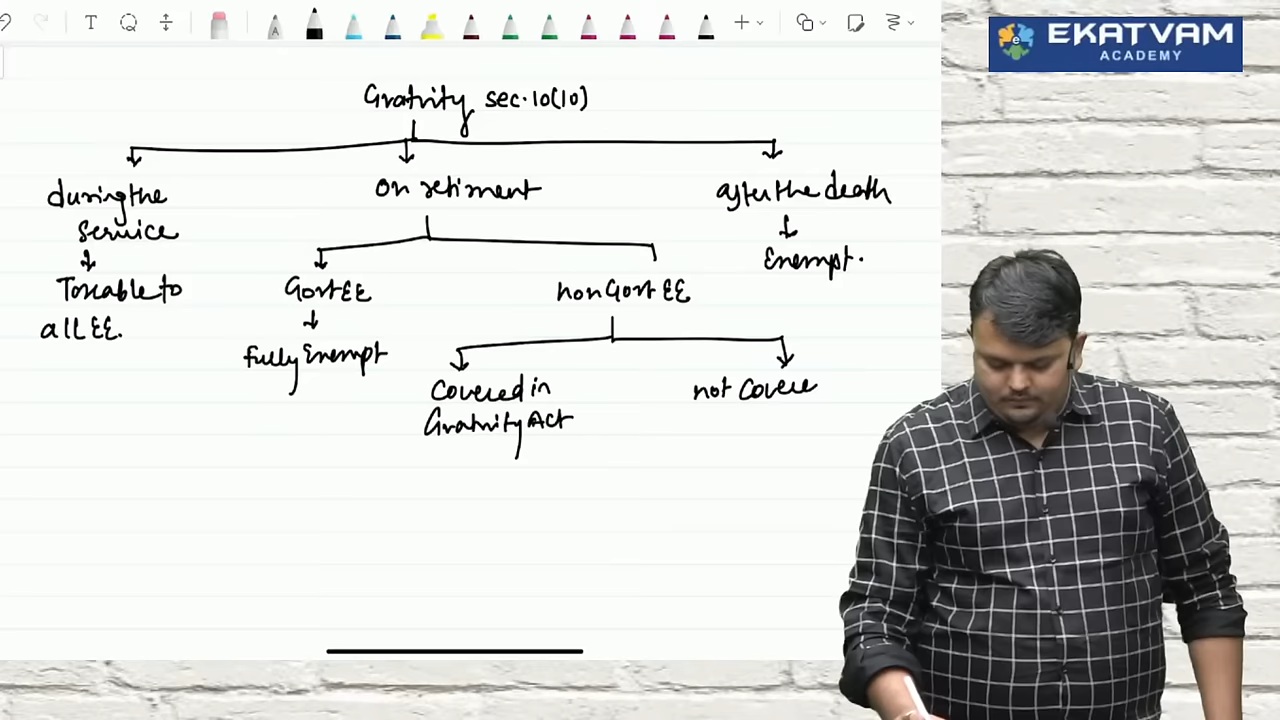 EKATVAM
ACADEMY
Gratuity sec.10(10)
during the
Service
Taxable to
all EE.
On retiment
Govt EE
fully Exempt
non Govt EE
Covered in
Gratuity Act
not Covere
after the death
Exempt.